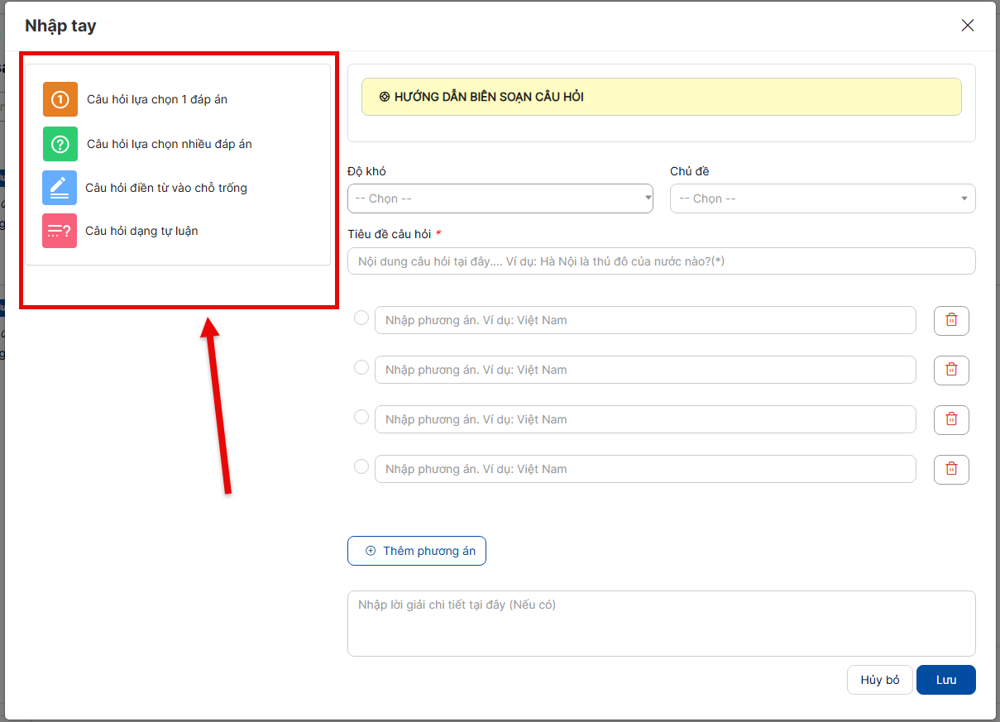 Nhập tay
Câu hỏi lựa chọn 1 đáp án
Câu hỏi lựa chọn nhiều đáp án
Câu hỏi điền từ vào chỗ trống
Câu hỏi dạng tự luận
HƯỚNG DẪN BIÊN SOẠN CÂU HỎI
Độ khó
Chủ đề
-- Chọn --
-- Chọn --
Tiêu đề câu hỏi *
Nội dung câu hỏi tại đây.... Ví dụ: Hà Nội là thủ đô của nước nào?(*)
Nhập phương án. Ví dụ: Việt Nam
Nhập phương án. Ví dụ: Việt Nam
Nhập phương án. Ví dụ: Việt Nam
Nhập phương án. Ví dụ: Việt Nam
Thêm phương án
Nhập lời giải chi tiết tại đây (Nếu có)
Hủy bỏ
Lưu